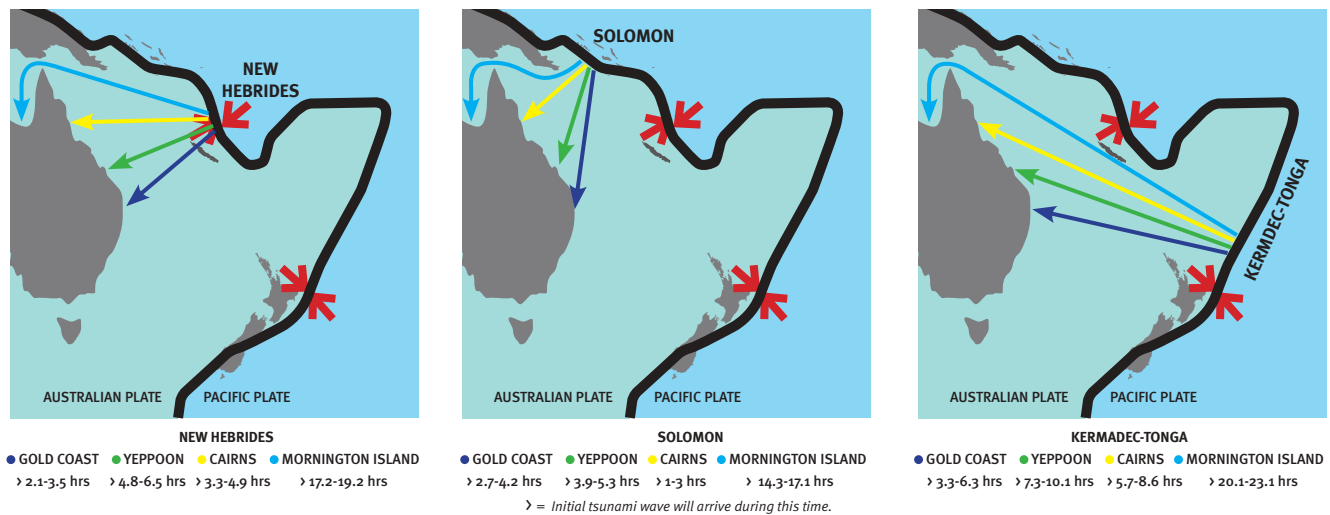 NEW
HEBRIDES
AUSTRALIAN PLATE PACIFIC PLATE
NEW HEBRIDES
GOLD COAST YEPPOON CAIRNS MORNINGTON ISLAND
> 2.1-3.5 hrs > 4.8-6.5 hrs > 3.3-4.9 hrs > 17.2-19.2 hrs
SOLOMON
AUSTRALIAN PLATE PACIFIC PLATE
SOLOMON
GOLD COAST YEPPOON CAIRNS MORNINGTON ISLAND
> 2.7-4.2 hrs > 3.9-5.3 hrs > 1-3 hrs > 14.3-17.1 hrs
> = Initial tsunami wave will arrive during this time.
KERMDEC-TONGA
AUSTRALIAN PLATE PACIFIC PLATE
KERMADEC-TONGA
GOLD COAST YEPPOON CAIRNS MORNINGTON ISLAND
> 3.3-6.3 hrs > 7.3-10.1 hrs > 5.7-8.6 hrs > 20.1-23.1 hrs